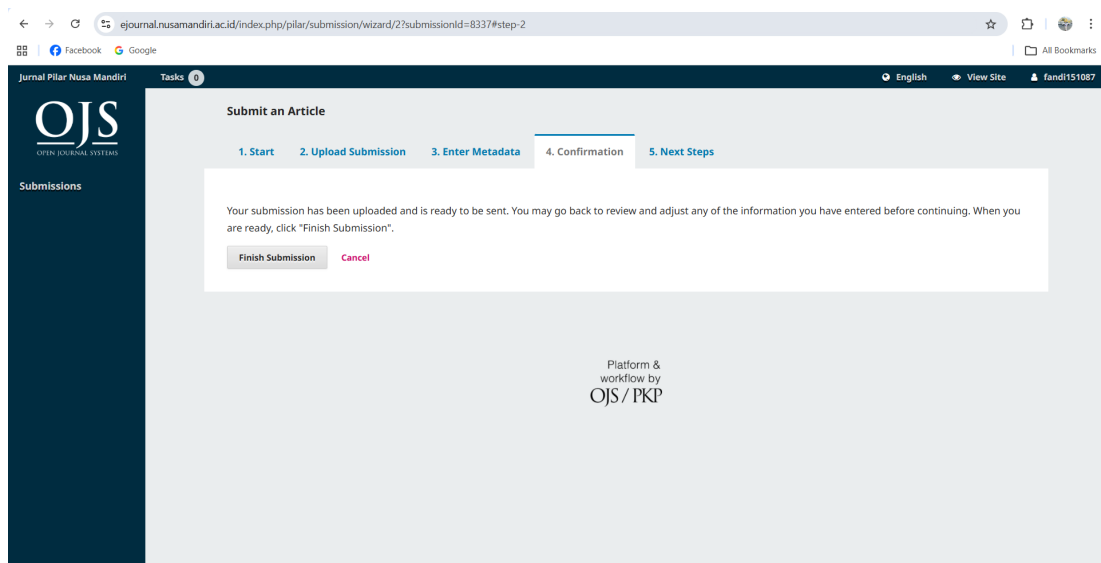 ejournal.nusamandiri.ac.id/index.php/pilar/submission/wizard/2?submissionId=8337#step-2
Facebook Google All Bookmarks
Jurnal Pilar Nusa Mandiri Tasks 0 English View Site fandi151087
OJS
OPEN JOURNAL SYSTEMS
Submissions
Submit an Article
1. Start 2. Upload Submission 3. Enter Metadata 4. Confirmation 5. Next Steps
Your submission has been uploaded and is ready to be sent. You may go back to review and adjust any of the information you have entered before continuing. When you
are ready, click "Finish Submission".
Finish Submission Cancel
Platform &
workflow by
OJS / PKP